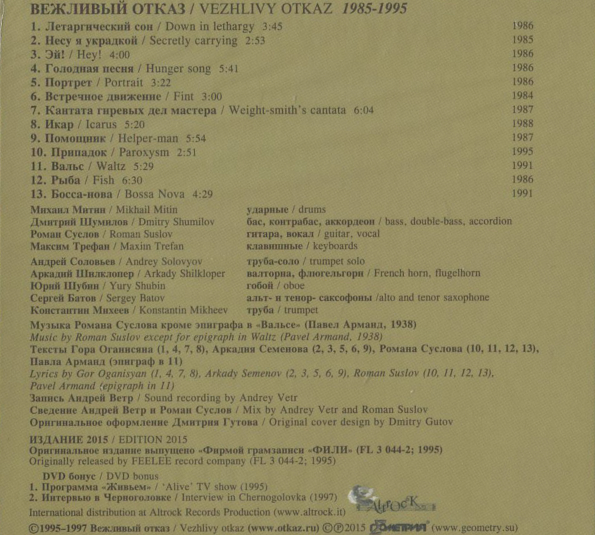 ВЕЖЛИВЫЙ ОТКАЗ / VEZHLIVY OTKAZ 1985-1995
1. Летаргический сон / Down in lethargy 3:45 1986
2. Несу я украдкой / Secretly carrying 2:53 1985
3. Эй! / Hey! 4:00 1986
4. Голодная песня / Hunger song 5:41 1986
5. Портрет / Portrait 3:22 1986
6. Встречное движение / Fint 3:00 1984
7. Кантата гиревых дел мастера / Weight-smith's cantata 6:04 1987
8. Икар / Icarus 5:20 1988
9. Помощник / Helper-man 5:54 1987
10. Припадок / Paroxysm 2:51 1995
11. Вальс / Waltz 5:29 1991
12. Рыба / Fish 6:30 1986
13. Босса-нова / Bossa Nova 4:29 1991
Михаил Митин / Mikhail Mitin ударные / drums
Дмитрий Шумилов / Dmitry Shumilov бас, контрабас, аккордеон / bass, double-bass, accordion
Роман Суслов / Roman Suslov гитара, вокал / guitar, vocal
Максим Трефан / Maxim Trefan клавишные / keyboards
Андрей Соловьев / Andrey Solovyov труба-соло / trumpet solo
Аркадий Шилклопер / Arkady Shilkloper валторна, флюгельгорн / French horn, flugelhorn
Юрий Шубин / Yury Shubin гобой / oboe
Сергей Батов / Sergey Batov альт- и тенор- саксофоны /alto and tenor saxophone
Константин Михеев / Konstantin Mikheev труба / trumpet
Музыка Романа Суслова кроме эпиграфа в «Вальсе» (Павел Арманд, 1938)
Music by Roman Suslov except for epigraph in Waltz (Pavel Armand, 1938)
Тексты Гора Оганисяна (1, 4, 7, 8), Аркадия Семенова (2, 3, 5, 6, 9), Романа Суслова (10, 11, 12, 13),
Павла Арманд (эпиграф в 11)
Lyrics by Gor Oganisyan (1, 4, 7, 8), Arkady Semenov (2, 3, 5, 6, 9), Roman Suslov (10, 11, 12, 13),
Pavel Armand (epigraph in 11)
Запись Андрей Ветр / Sound recording by Andrey Vetr
Сведение Андрей Ветр и Роман Суслов / Mix by Andrey Vetr and Roman Suslov
Оригинальное оформление Дмитрия Гутова / Original cover design by Dmitry Gutov
ИЗДАНИЕ 2015 / EDITION 2015
Оригинальное издание выпущено «Фирмой грамзаписи «ФИЛИ» (FL 3 044-2; 1995)
Originally released by FEELEE record company (FL 3 044-2; 1995)
DVD бонус / DVD bonus
1. Программа «Живьем» / 'Alive' TV show (1995)
2. Интервью в Черноголовке / Interview in Chernogolovka (1997)
Altrock
International distribution at Altrock Records Production (www.altrock.it)
©1995-1997 Вежливый отказ / Vezhlivy otkaz (www.otkaz.ru) ©℗2015 ГЕОМЕТРИЯ (www.geometry.su)